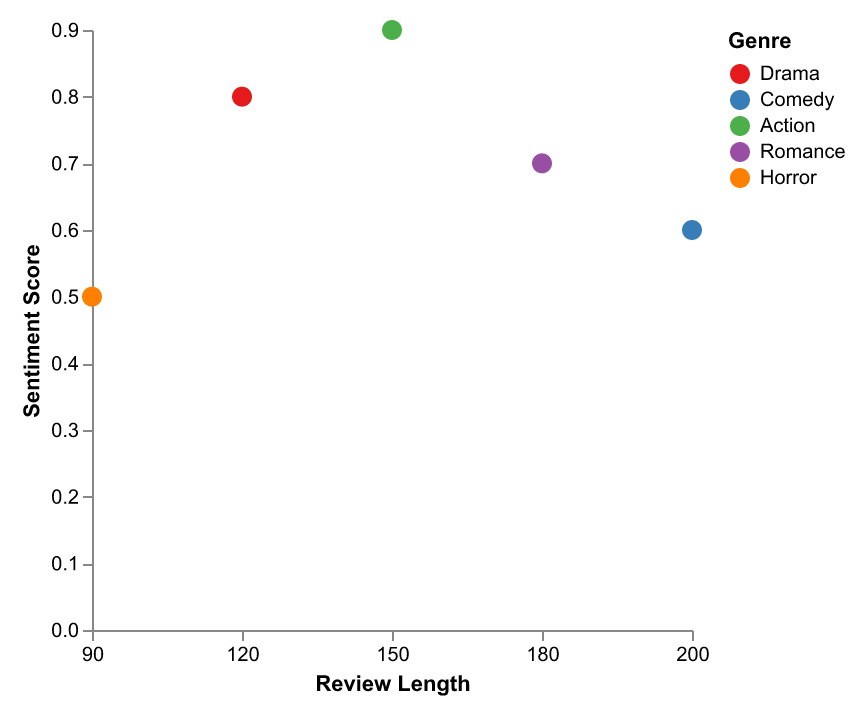 Genre
Drama
Comedy
Action
Romance
Horror
Sentiment Score
0.9
0.8
0.7
0.6
0.5
0.4
0.3
0.2
0.1
0.0
90 120 150 180 200
Review Length